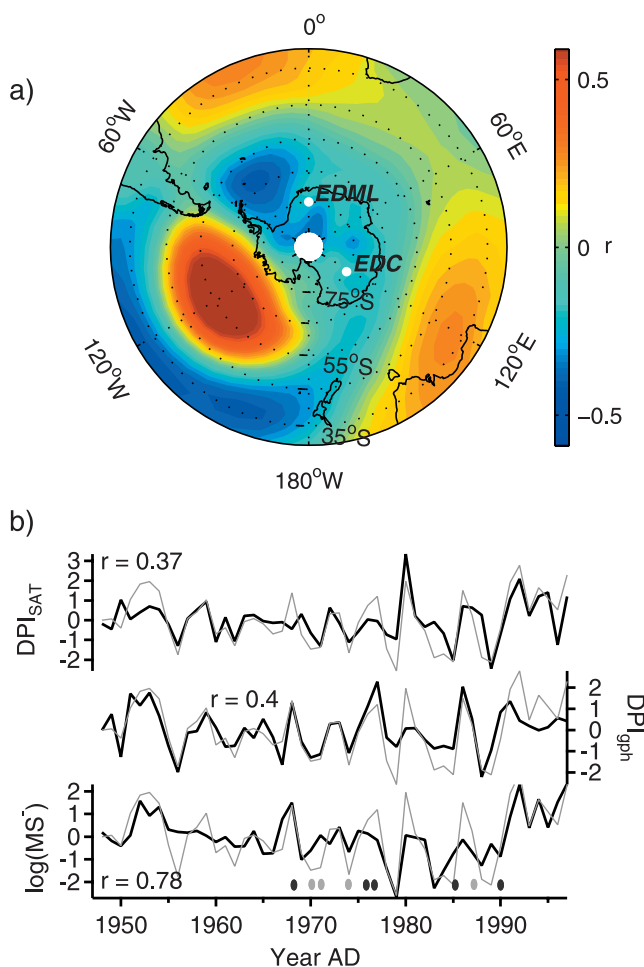 a)
0°
60°W
60°E
120°W
120°E
180°W
EDML
EDC
75°S
55°S
35°S
0.5
0 r
−0.5
b)
r = 0.37
3
2
1
0
-1
-2
DPI_SAT
r = 0.4
2
1
0
-1
-2
DPI_gph
2
1
0
-1
-2
log(MS⁻)
r = 0.78
1950 1960 1970 1980 1990
Year AD